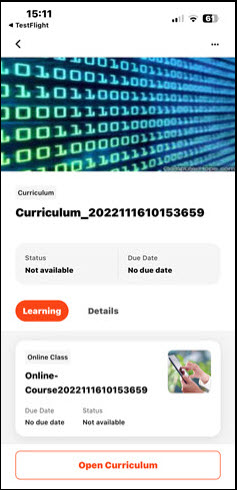 15:11
◀ TestFlight
Curriculum
Curriculum_2022111610153659
Status
Due Date
Not available
No due date
Learning
Details
Online Class
Online-
Course2022111610153659
Due Date
Status
No due date
Not available
Open Curriculum